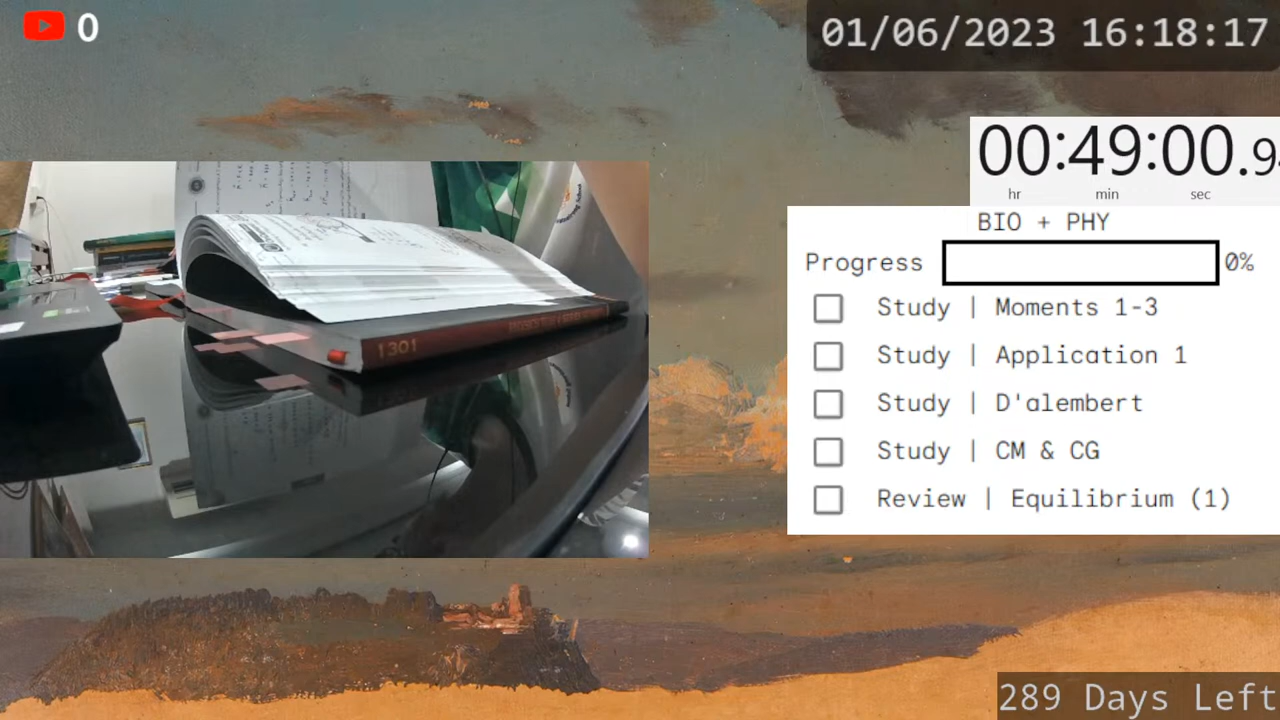 0
01/06/2023 16:18:17
00:49:00.9
hr min sec
BIO + PHY
Progress 0%
Study | Moments 1-3
Study | Application 1
Study | D'alembert
Study | CM & CG
Review | Equilibrium (1)
1301
289 Days Left